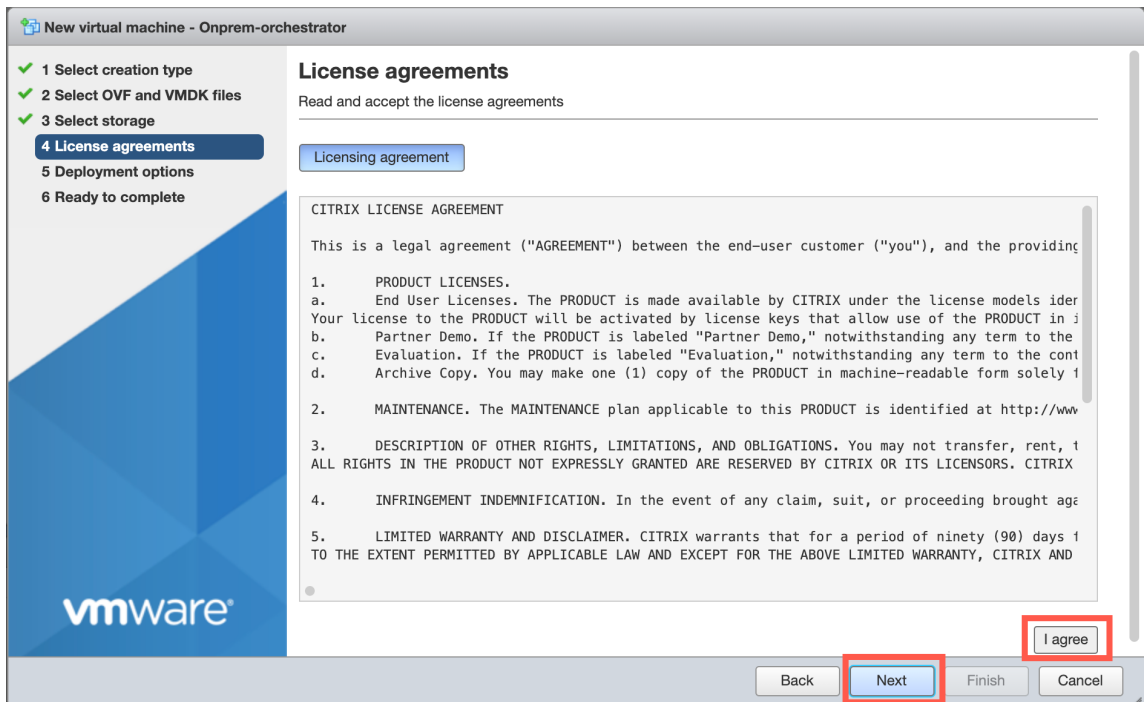 New virtual machine - Onprem-orchestrator
1 Select creation type
2 Select OVF and VMDK files
3 Select storage
4 License agreements
5 Deployment options
6 Ready to complete
vmware®
License agreements
Read and accept the license agreements
Licensing agreement
CITRIX LICENSE AGREEMENT
This is a legal agreement ("AGREEMENT") between the end-user customer ("you"), and the providing
1. PRODUCT LICENSES.
a. End User Licenses. The PRODUCT is made available by CITRIX under the license models iden
Your license to the PRODUCT will be activated by license keys that allow use of the PRODUCT in i
b. Partner Demo. If the PRODUCT is labeled "Partner Demo," notwithstanding any term to the
c. Evaluation. If the PRODUCT is labeled "Evaluation," notwithstanding any term to the cont
d. Archive Copy. You may make one (1) copy of the PRODUCT in machine-readable form solely f
2. MAINTENANCE. The MAINTENANCE plan applicable to this PRODUCT is identified at http://www
3. DESCRIPTION OF OTHER RIGHTS, LIMITATIONS, AND OBLIGATIONS. You may not transfer, rent, t
ALL RIGHTS IN THE PRODUCT NOT EXPRESSLY GRANTED ARE RESERVED BY CITRIX OR ITS LICENSORS. CITRIX
4. INFRINGEMENT INDEMNIFICATION. In the event of any claim, suit, or proceeding brought aga
5. LIMITED WARRANTY AND DISCLAIMER. CITRIX warrants that for a period of ninety (90) days f
TO THE EXTENT PERMITTED BY APPLICABLE LAW AND EXCEPT FOR THE ABOVE LIMITED WARRANTY, CITRIX AND
I agree
Back
Next
Finish
Cancel